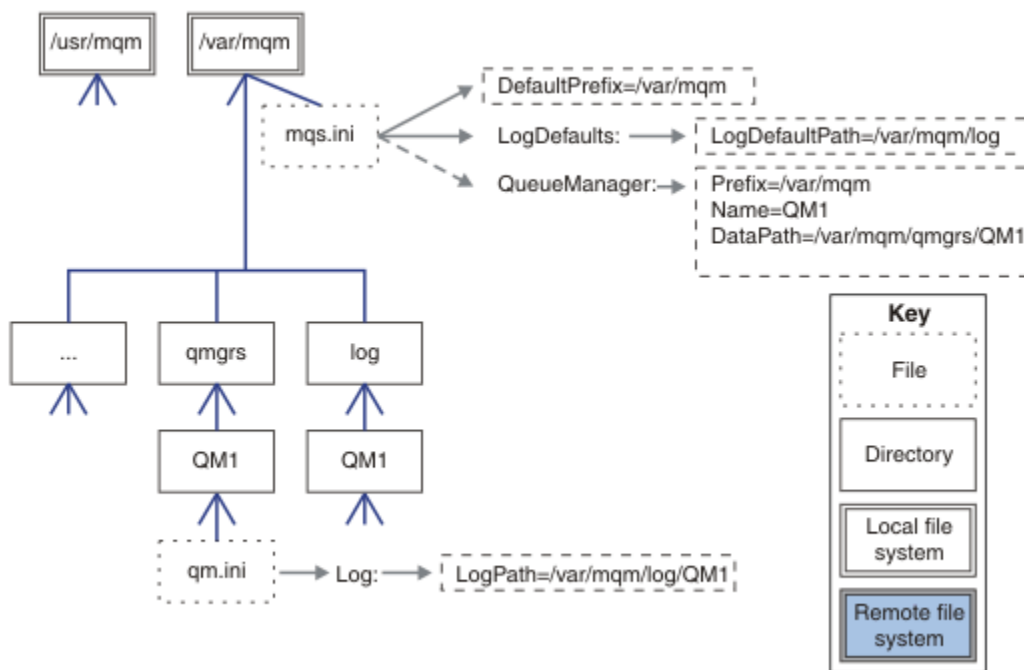 /usr/mqm
/var/mqm
mqs.ini
DefaultPrefix=/var/mqm
LogDefaults:
LogDefaultPath=/var/mqm/log
QueueManager:
Prefix=/var/mqm
Name=QM1
DataPath=/var/mqm/qmgrs/QM1
...
qmgrs
log
QM1
QM1
qm.ini
Log:
LogPath=/var/mqm/log/QM1
Key
File
Directory
Local file
system
Remote file
system